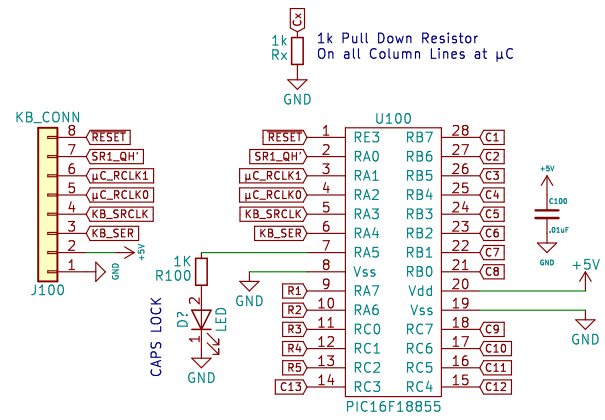 Cx
1k
Rx
1k Pull Down Resistor
On all Column Lines at µC
GND
KB_CONN
8 RESET
7 SR1_QH'
6 µC_RCLK1
5 µC_RCLK0
4 KB_SRCLK
3 KB_SER
2 +5V
1 GND
J100
U100
RESET 1 RE3 RB7 28 C1
SR1_QH' 2 RA0 RB6 27 C2
µC_RCLK1 3 RA1 RB5 26 C3
µC_RCLK0 4 RA2 RB4 25 C4
KB_SRCLK 5 RA3 RB3 24 C5
KB_SER 6 RA4 RB2 23 C6
7 RA5 RB1 22 C7
8 Vss RB0 21 C8
R1 9 RA7 Vdd 20
R2 10 RA6 Vss 19
R3 11 RC0 RC7 18 C9
R4 12 RC1 RC6 17 C10
R5 13 RC2 RC5 16 C11
C13 14 RC3 RC4 15 C12
PIC16F18855
1K
R100
GND
CAPS LOCK
D?
2
1
LED
GND
+5V
C100
.01uF
GND
+5V
GND